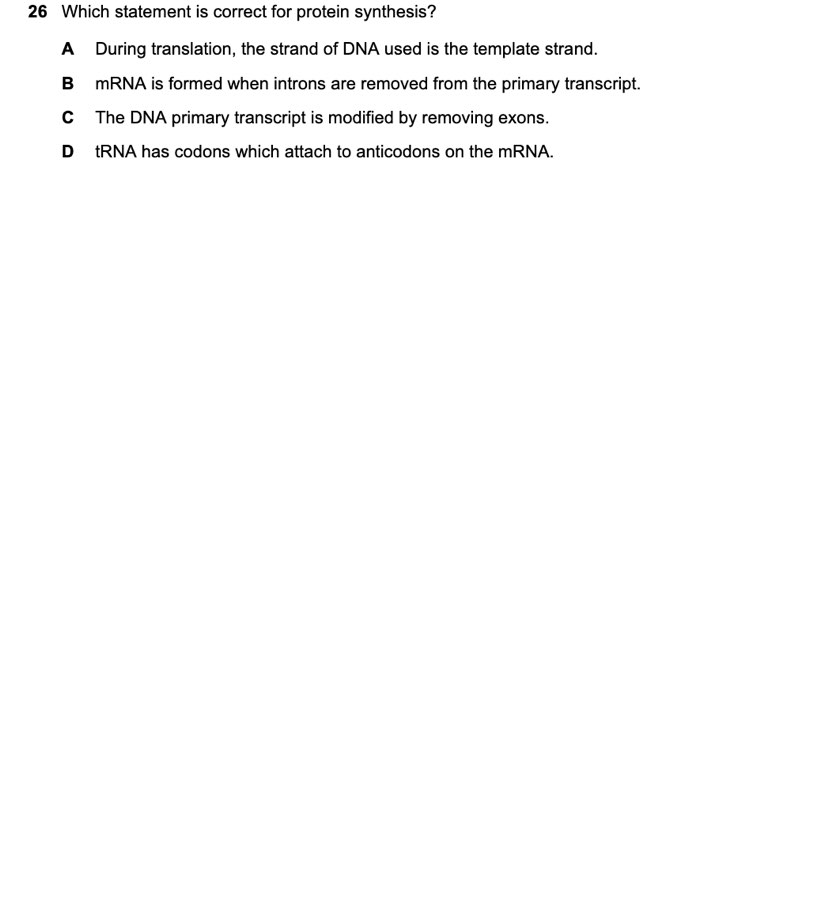 26 Which statement is correct for protein synthesis?
A During translation, the strand of DNA used is the template strand.
B mRNA is formed when introns are removed from the primary transcript.
C The DNA primary transcript is modified by removing exons.
D tRNA has codons which attach to anticodons on the mRNA.